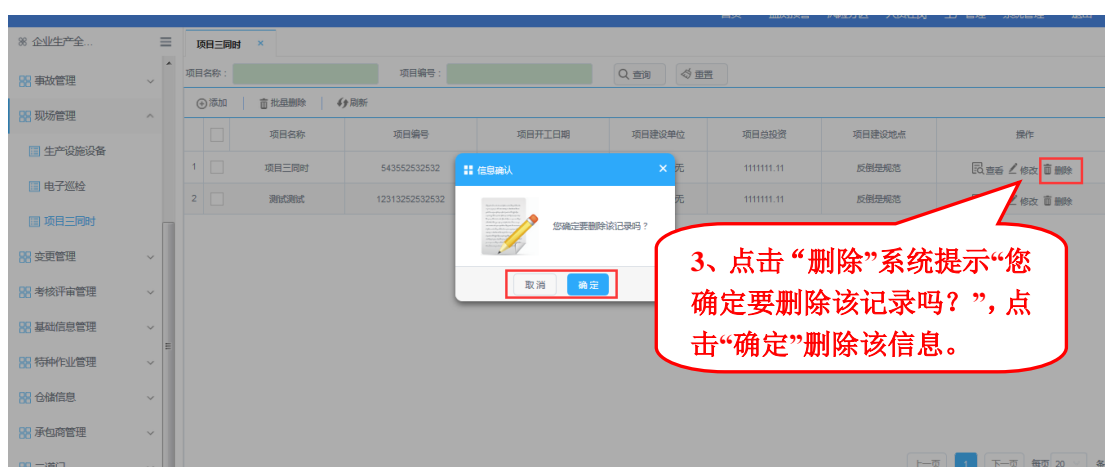 企业生产全...
项目三同时 ×
事故管理
现场管理
生产设施设备
电子巡检
项目三同时
变更管理
考核评审管理
基础信息管理
特种作业管理
仓储信息
承包商管理
项目名称： 项目编号： 查询 重置
添加 批量删除 刷新
项目名称 项目编号 项目开工日期 项目建设单位 项目总投资 项目建设地点 操作
1 项目三同时 543552532532 无 1111111.11 反倒是规范 查看 修改 删除
2 测试测试 12313252532532 无 1111111.11 反倒是规范 修改 删除
信息确认 ×
您确定要删除该记录吗？
取消 确定
3、点击“删除”系统提示“您
确定要删除该记录吗？”，点
击“确定”删除该信息。
上一页 1 下一页 每页 20 条